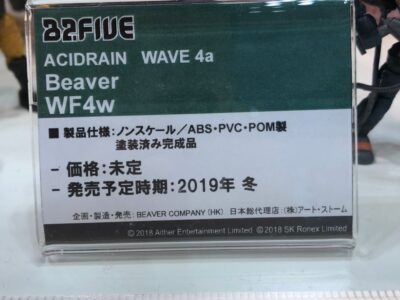 B2FIVE
ACIDRAIN WAVE 4a
Beaver
WF4w
■ 製品仕様：ノンスケール／ABS・PVC・POM製
塗装済み完成品
- 価格：未定
- 発売予定時期：2019年 冬
企画・製造・発売：BEAVER COMPANY(HK) 日本総代理店：(株)アート・ストーム
©2018 Aither Entertainment Limited ©2018 SK Ronex Limited